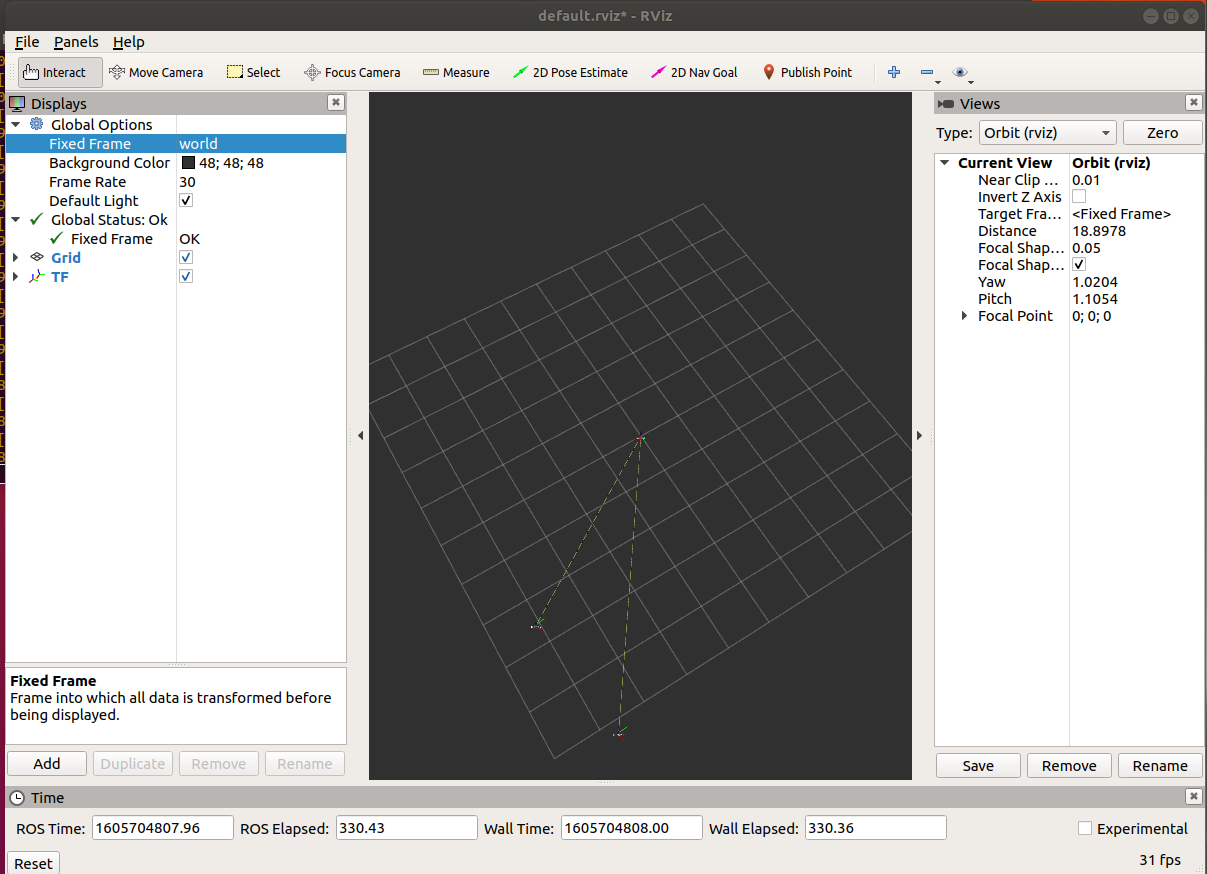 default.rviz* - RViz
File Panels Help
Interact Move Camera Select Focus Camera Measure 2D Pose Estimate 2D Nav Goal Publish Point
Displays
Global Options
Fixed Frame world
Background Color 48; 48; 48
Frame Rate 30
Default Light
Global Status: Ok
Fixed Frame OK
Grid
TF
Fixed Frame
Frame into which all data is transformed before
being displayed.
Add Duplicate Remove Rename
Views
Type: Orbit (rviz) Zero
Current View Orbit (rviz)
Near Clip ... 0.01
Invert Z Axis
Target Fra... <Fixed Frame>
Distance 18.8978
Focal Shap... 0.05
Focal Shap...
Yaw 1.0204
Pitch 1.1054
Focal Point 0; 0; 0
Save Remove Rename
Time
ROS Time: 1605704807.96 ROS Elapsed: 330.43 Wall Time: 1605704808.00 Wall Elapsed: 330.36 Experimental
Reset 31 fps